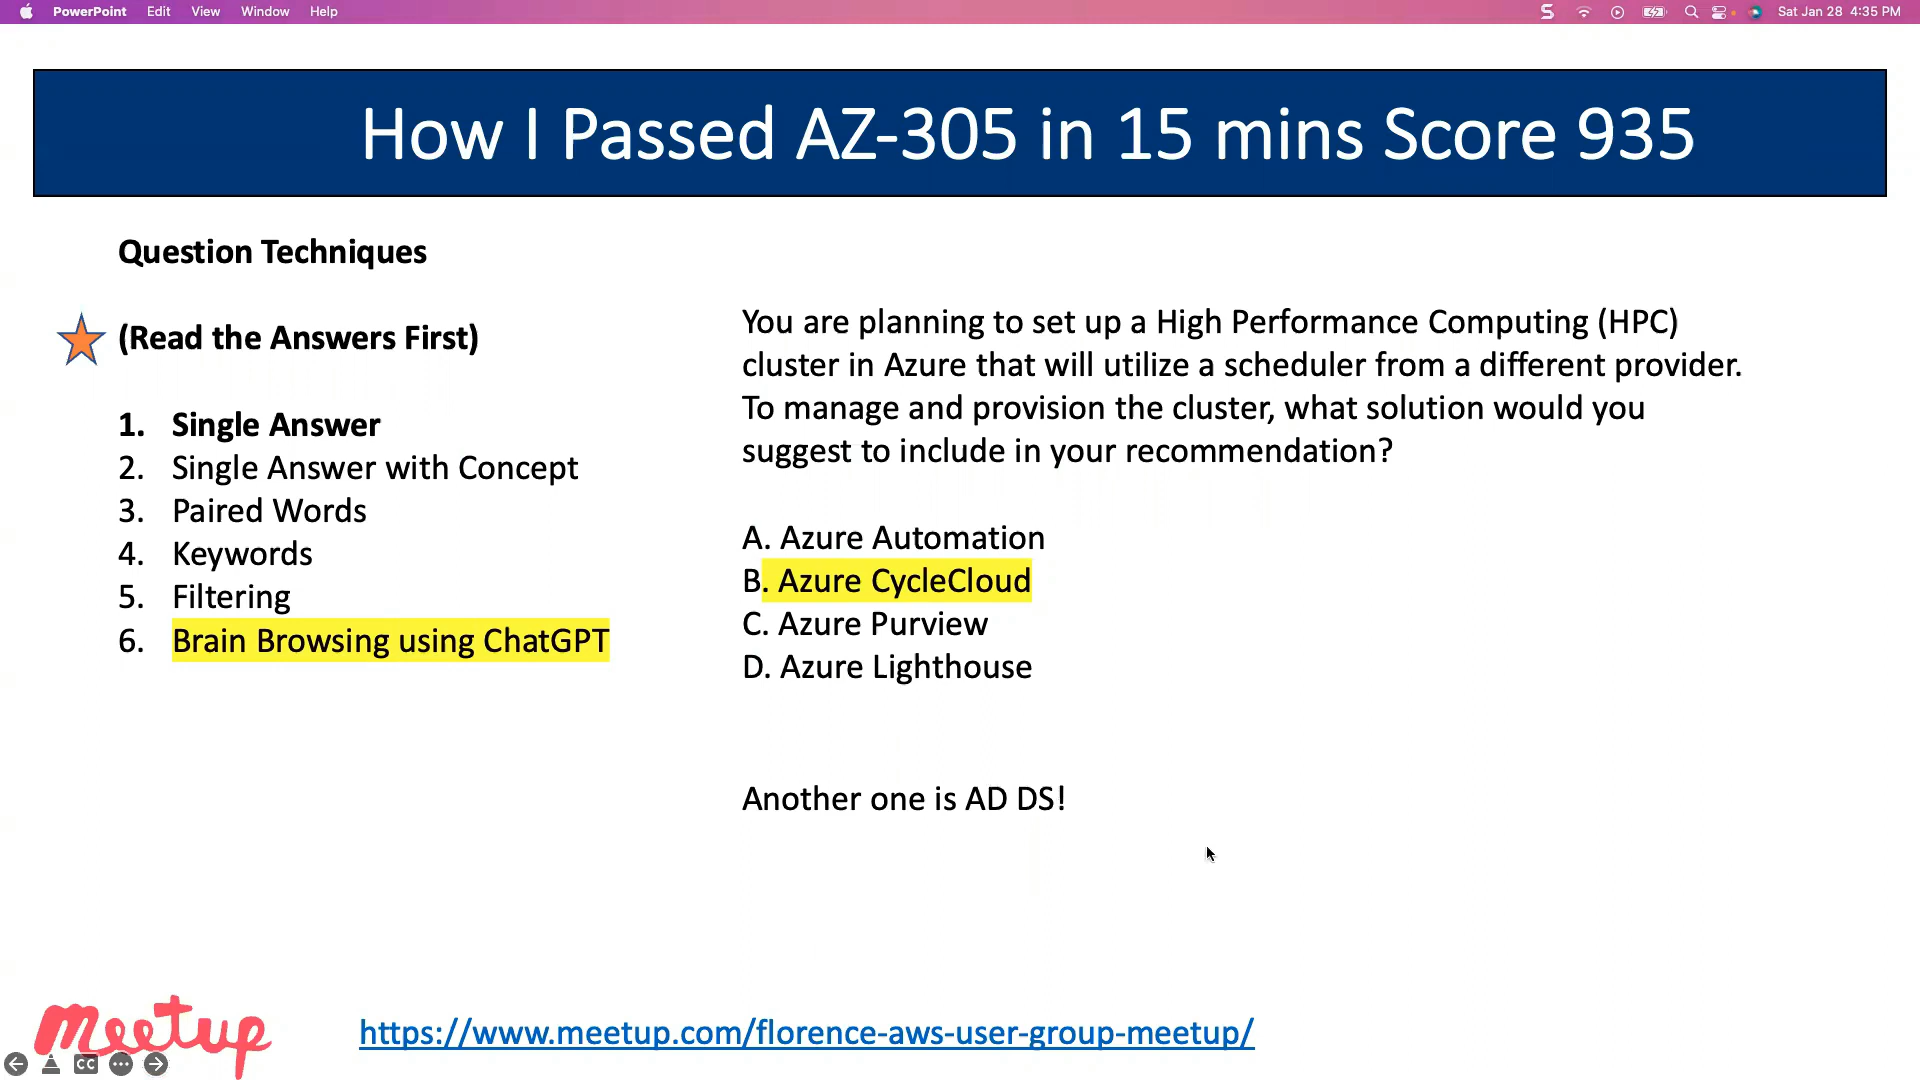 PowerPoint Edit View Window Help Sat Jan 28 4:35 PM
How I Passed AZ-305 in 15 mins Score 935
Question Techniques
(Read the Answers First)
1. Single Answer
2. Single Answer with Concept
3. Paired Words
4. Keywords
5. Filtering
6. Brain Browsing using ChatGPT
You are planning to set up a High Performance Computing (HPC)
cluster in Azure that will utilize a scheduler from a different provider.
To manage and provision the cluster, what solution would you
suggest to include in your recommendation?
A. Azure Automation
B. Azure CycleCloud
C. Azure Purview
D. Azure Lighthouse
Another one is AD DS!
meetup
https://www.meetup.com/florence-aws-user-group-meetup/
CC